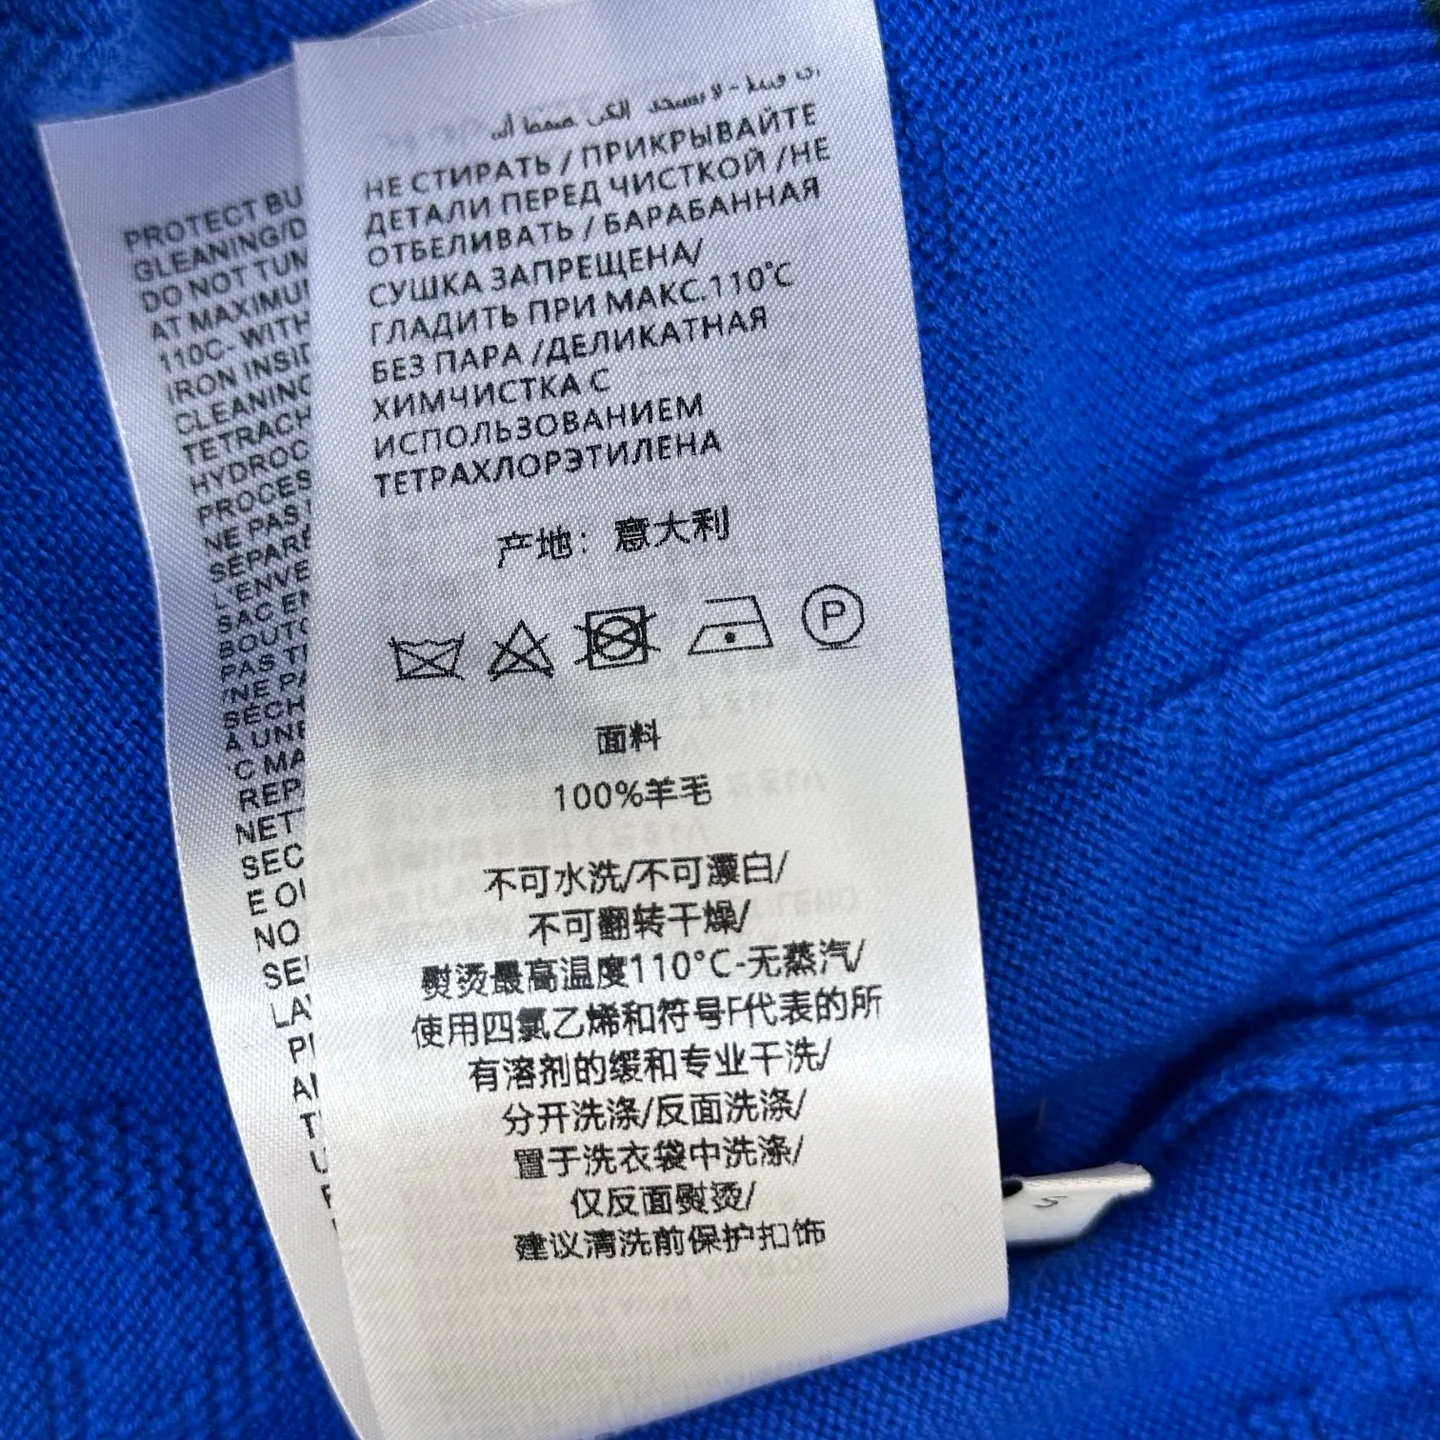 PROTECT BU
GLEANING/D
DO NOT TUM
AT MAXIMU
110C- WITH
IRON INSID
CLEANING
TETRACH
HYDROC
PROCES
NE PAS
SEPARE
L'ENVE
SAC EN
BOUTO
PAS T
'NE PA
SÉCH
À UNE
°C MA
REP
NETT
SEC
E O
NO
SE
LA
P
A
T
U
НЕ СТИРАТЬ / ПРИКРЫВАЙТЕ
ДЕТАЛИ ПЕРЕД ЧИСТКОЙ /НЕ
ОТБЕЛИВАТЬ / БАРАБАННАЯ
СУШКА ЗАПРЕЩЕНА/
ГЛАДИТЬ ПРИ МАКС.110°С
БЕЗ ПАРА /ДЕЛИКАТНАЯ
ХИМЧИСТКА С
ИСПОЛЬЗОВАНИЕМ
ТЕТРАХЛОРЭТИЛЕНА
产地：意大利
P
面料
100%羊毛
不可水洗/不可漂白/
不可翻转干燥/
熨烫最高温度110°C-无蒸汽/
使用四氯乙烯和符号F代表的所
有溶剂的缓和专业干洗/
分开洗涤/反面洗涤/
置于洗衣袋中洗涤/
仅反面熨烫/
建议清洗前保护扣饰